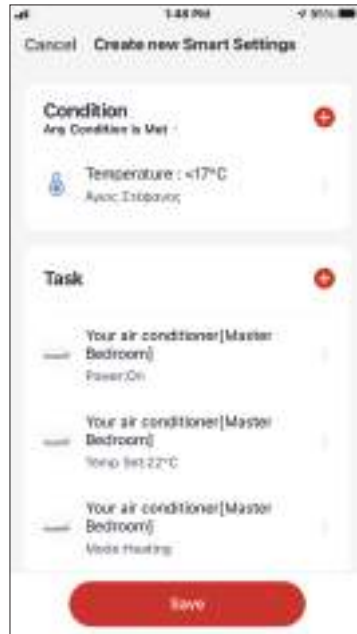 1:48 PM
Cancel Create new Smart Settings
Condition
Any Condition is Met
Temperature : <17°C
Άγιος Στέφανος
Task
Your air conditioner[Master
Bedroom]
Power:On
Your air conditioner[Master
Bedroom]
Temp Set:22°C
Your air conditioner[Master
Bedroom]
Mode:Heating
Save